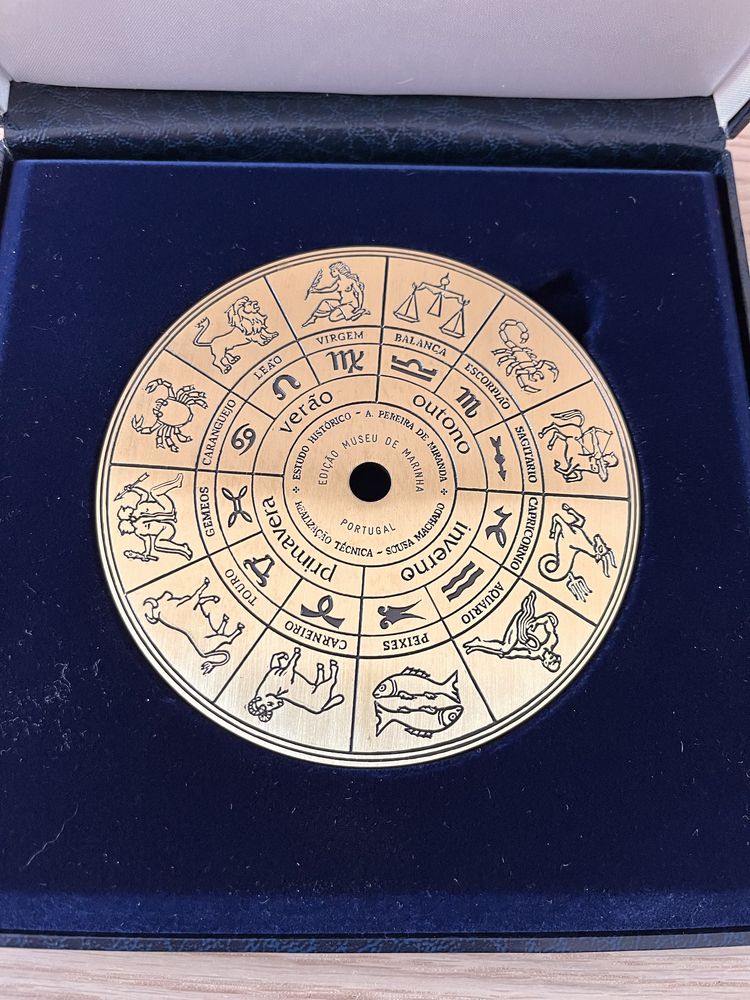 VIRGEM
BALANÇA
ESCORPIÃO
SAGITARIO
CAPRICORNIO
AQUARIO
PEIXES
CARNEIRO
TOURO
GEMEOS
CARANGUEJO
LEÃO
verão
outono
inverno
primavera
ESTUDO HISTÓRICO - A. PEREIRA DE MIRANDA
REALIZAÇÃO TÉCNICA - SOUSA MACHADO
EDIÇÃO MUSEU DE MARINHA
PORTUGAL